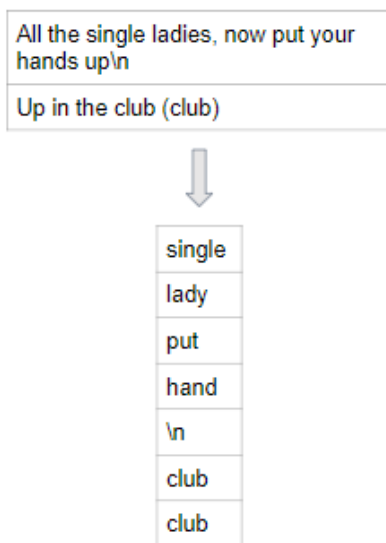 All the single ladies, now put your
hands up\n
Up in the club (club)
single
lady
put
hand
\n
club
club